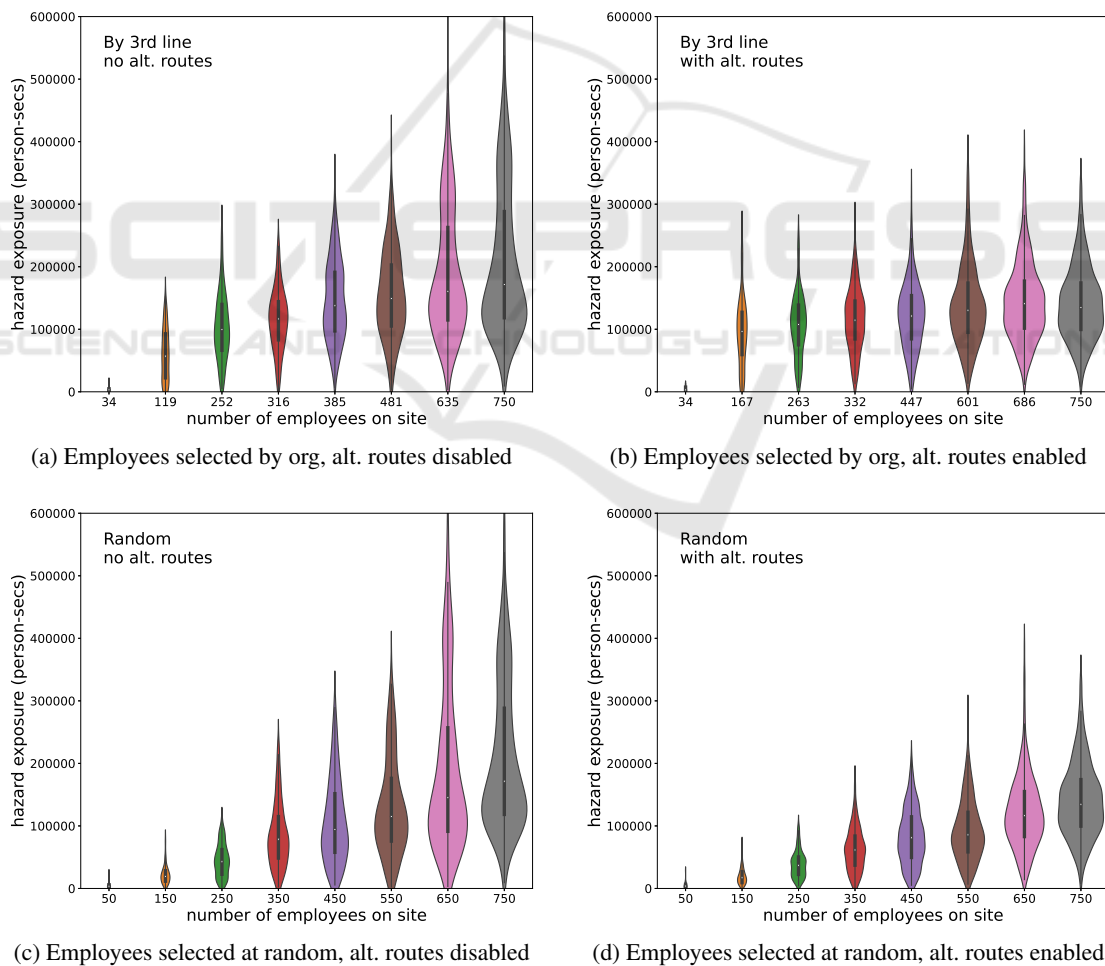 By 3rd line
no alt. routes
600000
500000
400000
300000
200000
100000
0
hazard exposure (person-secs)
34 119 252 316 385 481 635 750
number of employees on site
(a) Employees selected by org, alt. routes disabled
By 3rd line
with alt. routes
600000
500000
400000
300000
200000
100000
0
hazard exposure (person-secs)
34 167 263 332 447 601 686 750
number of employees on site
(b) Employees selected by org, alt. routes enabled
Random
no alt. routes
600000
500000
400000
300000
200000
100000
0
hazard exposure (person-secs)
50 150 250 350 450 550 650 750
number of employees on site
(c) Employees selected at random, alt. routes disabled
Random
with alt. routes
600000
500000
400000
300000
200000
100000
0
hazard exposure (person-secs)
50 150 250 350 450 550 650 750
number of employees on site
(d) Employees selected at random, alt. routes enabled
SCITEPRESS
SCIENCE AND TECHNOLOGY PUBLICATIONS